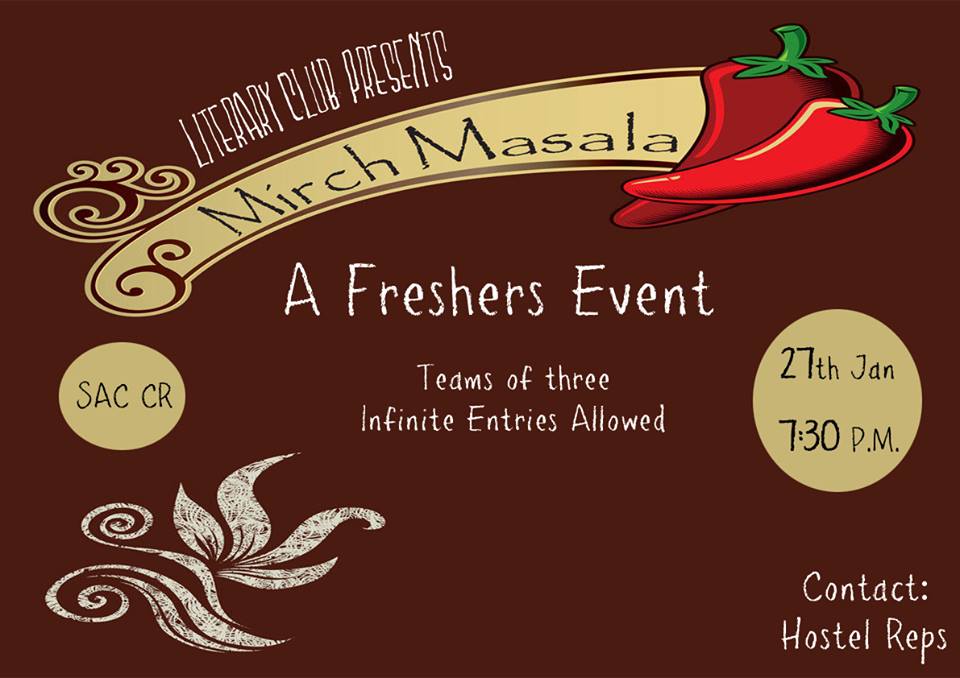 LITERARY CLUB PRESENTS
Mirch Masala
A Freshers Event
SAC CR
Teams of three
Infinite Entries Allowed
27th Jan
7:30 P.M.
Contact:
Hostel Reps